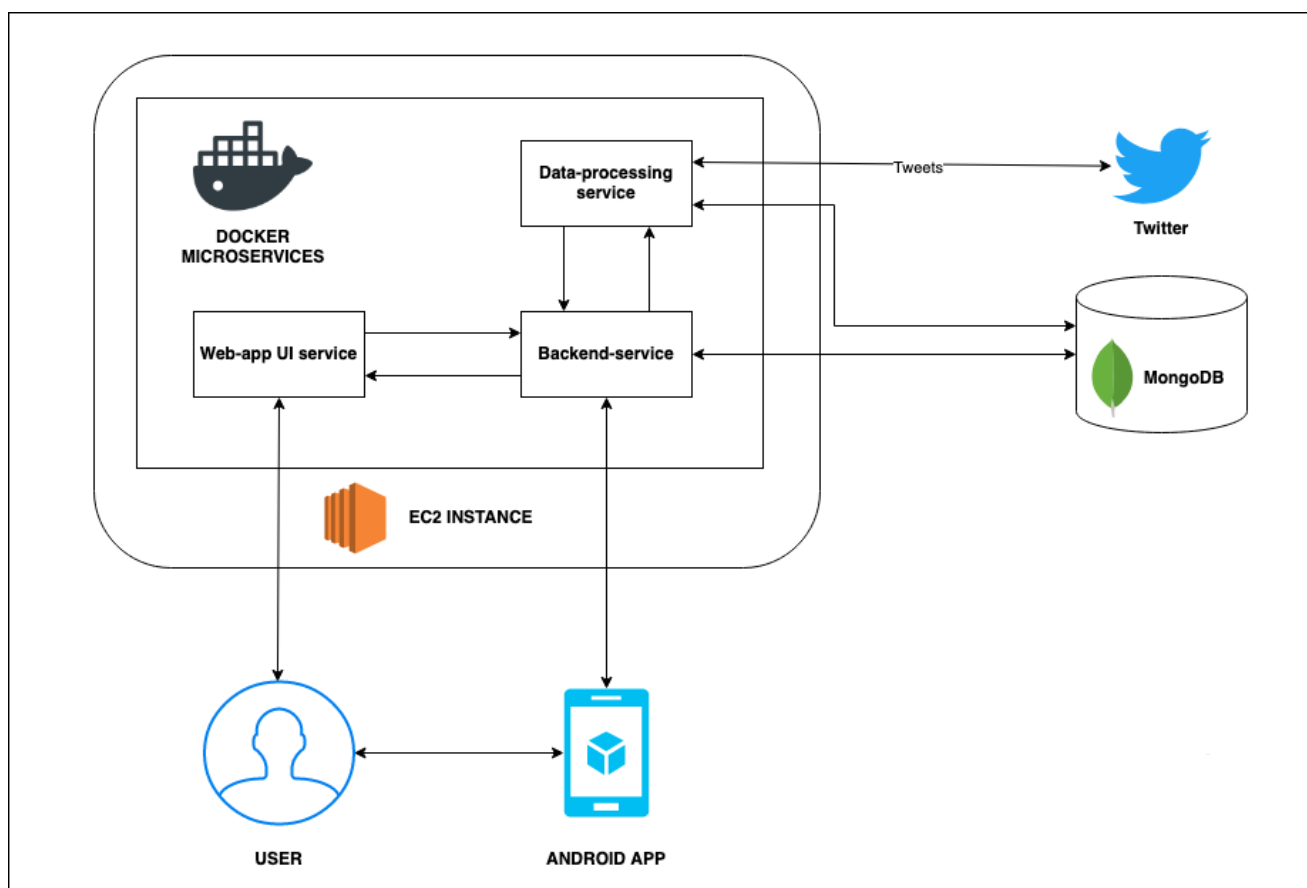 Data-processing
service
Tweets
Twitter
DOCKER
MICROSERVICES
Web-app UI service
Backend-service
MongoDB
EC2 INSTANCE
USER
ANDROID APP